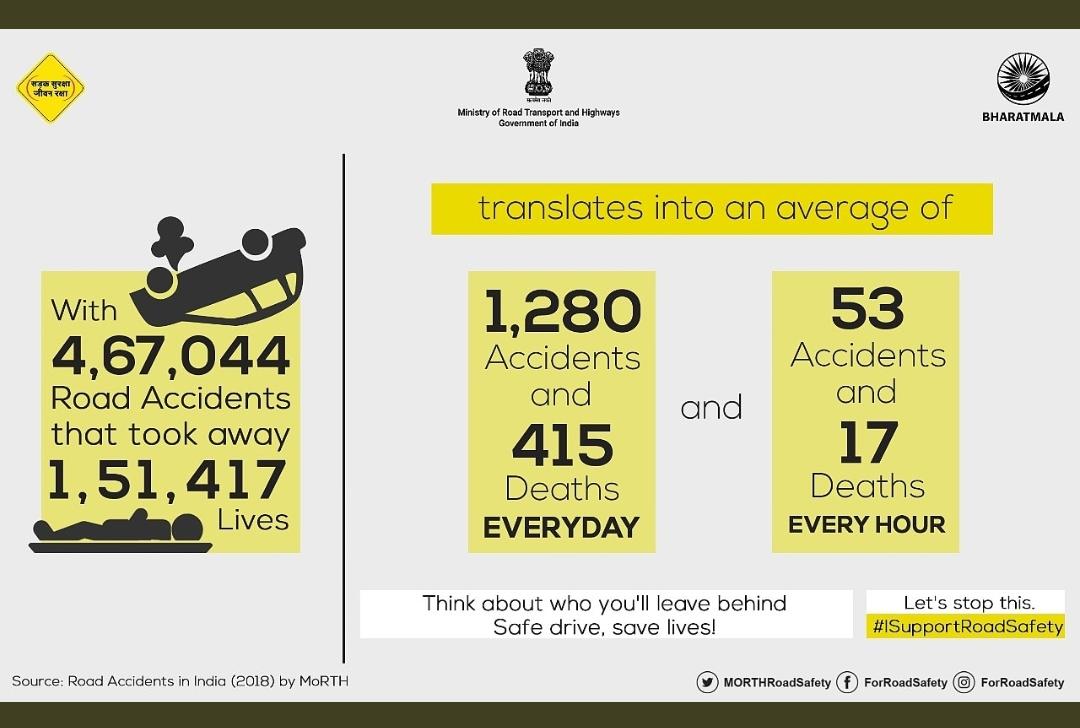 सड़क सुरक्षा
जीवन रक्षा
सत्यमेव जयते
Ministry of Road Transport and Highways
Government of India
BHARATMALA
With
4,67,044
Road Accidents
that took away
1,51,417
Lives
translates into an average of
1,280
Accidents
and
415
Deaths
EVERYDAY
and
53
Accidents
and
17
Deaths
EVERY HOUR
Think about who you'll leave behind
Safe drive, save lives!
Let's stop this.
#ISupportRoadSafety
Source: Road Accidents in India (2018) by MoRTH
MORTHRoadSafety
ForRoadSafety
ForRoadSafety